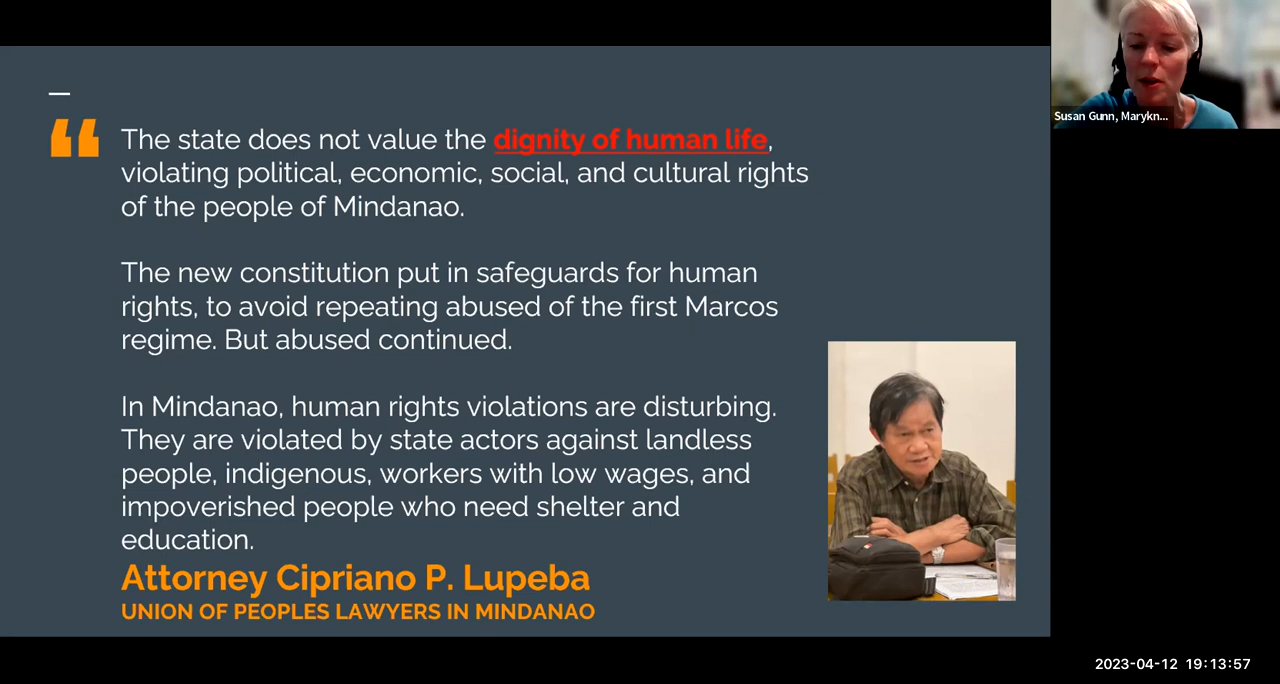 “
The state does not value the dignity of human life,
violating political, economic, social, and cultural rights
of the people of Mindanao.
The new constitution put in safeguards for human
rights, to avoid repeating abused of the first Marcos
regime. But abused continued.
In Mindanao, human rights violations are disturbing.
They are violated by state actors against landless
people, indigenous, workers with low wages, and
impoverished people who need shelter and
education.
Attorney Cipriano P. Lupeba
UNION OF PEOPLES LAWYERS IN MINDANAO
Susan Gunn, Marykn...
2023-04-12 19:13:57